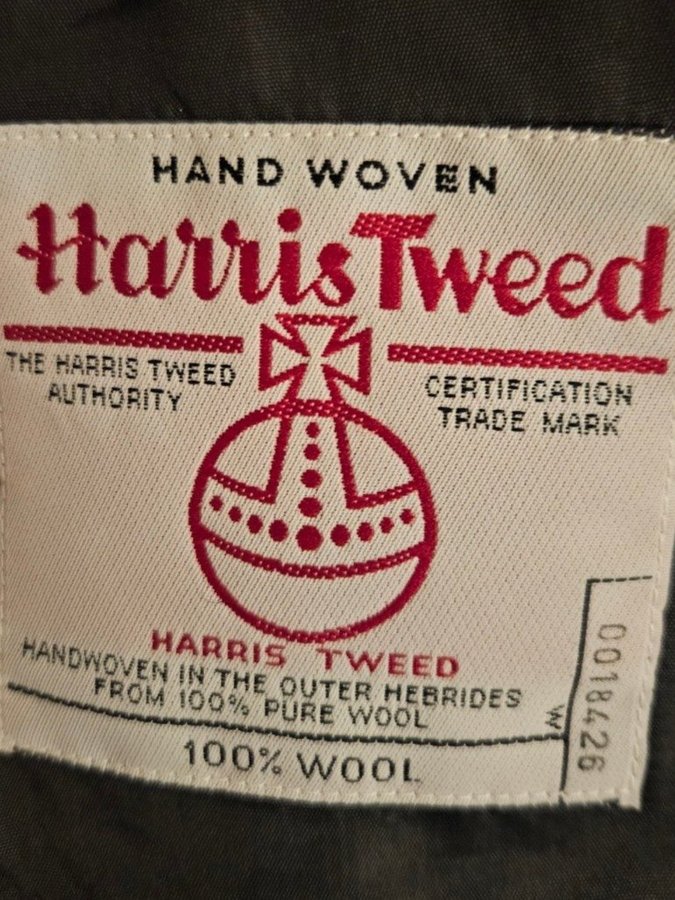 HAND WOVEN
Harris Tweed
THE HARRIS TWEED
AUTHORITY
CERTIFICATION
TRADE MARK
HARRIS TWEED
HANDWOVEN IN THE OUTER HEBRIDES
FROM 100% PURE WOOL
W
0018426
100% WOOL